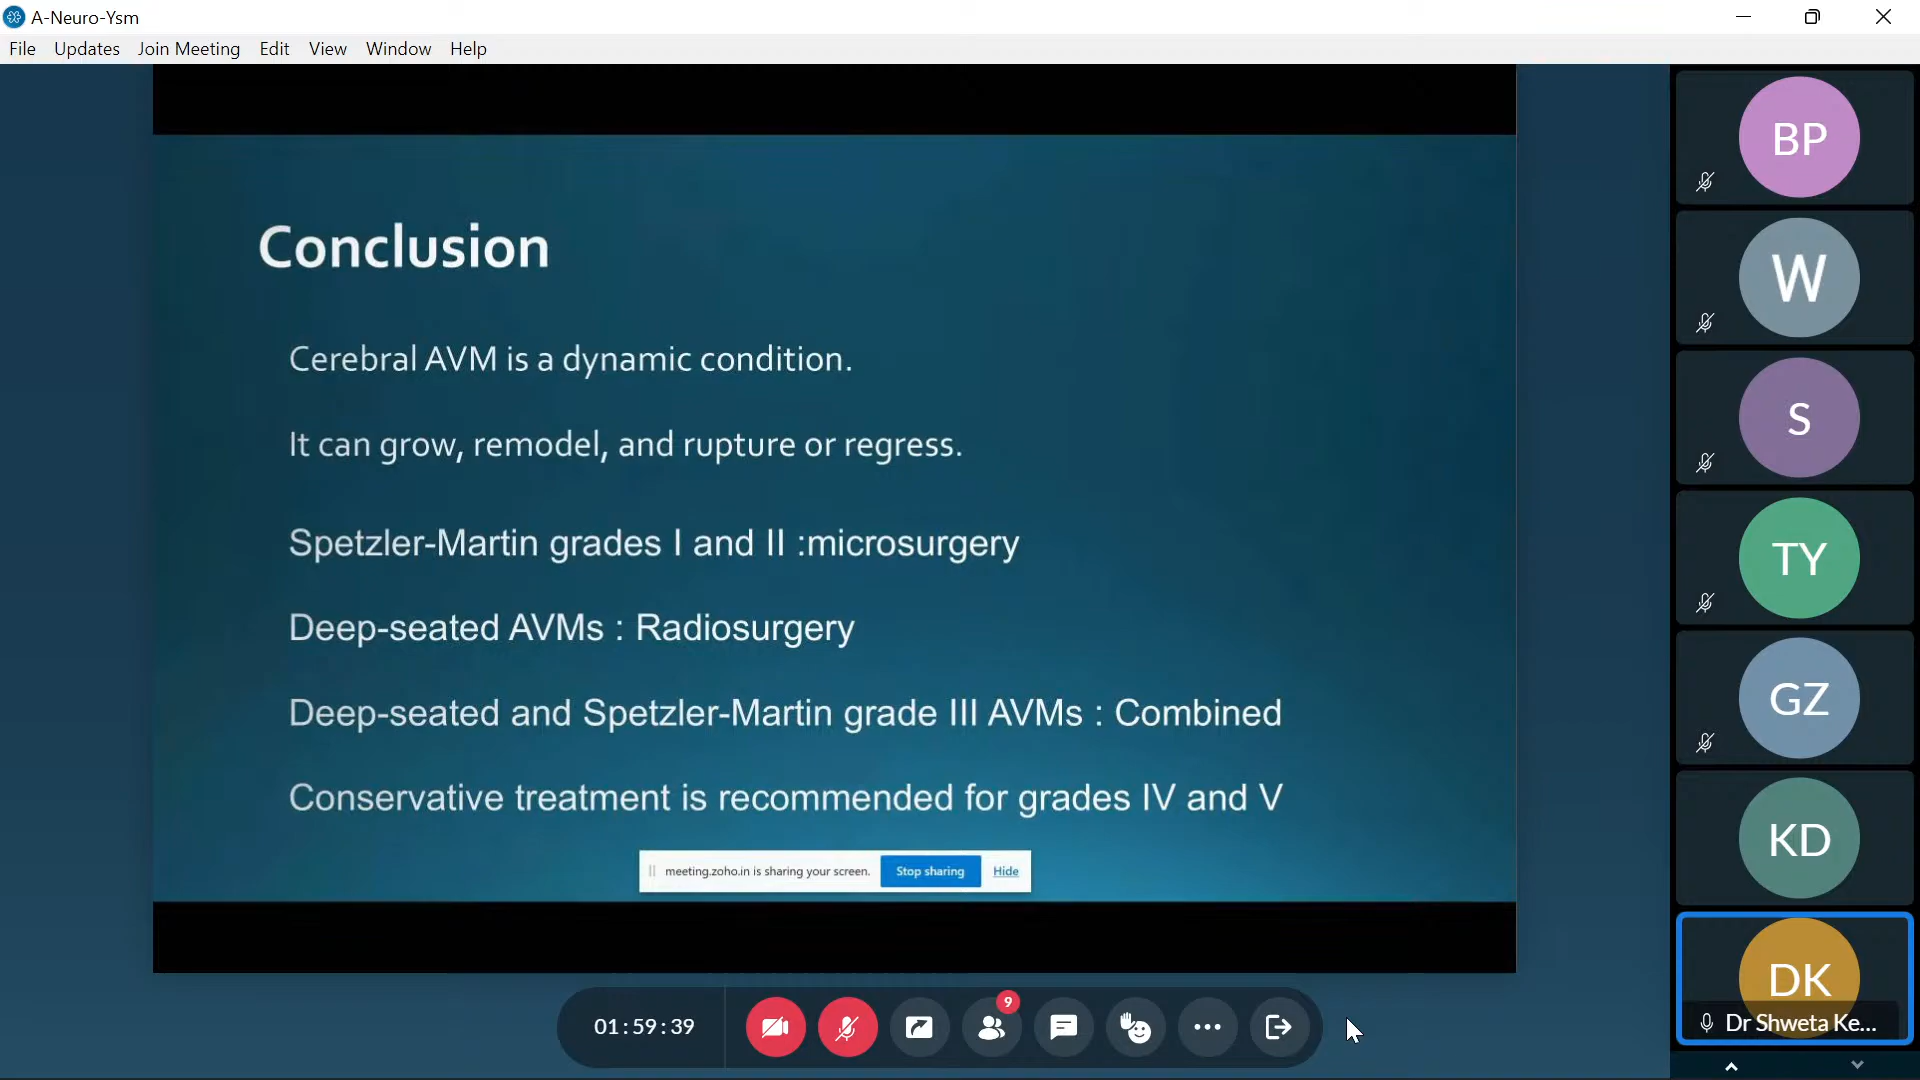 A-Neuro-Ysm
File Updates Join Meeting Edit View Window Help
Conclusion
Cerebral AVM is a dynamic condition.
It can grow, remodel, and rupture or regress.
Spetzler-Martin grades I and II :microsurgery
Deep-seated AVMs : Radiosurgery
Deep-seated and Spetzler-Martin grade III AVMs : Combined
Conservative treatment is recommended for grades IV and V
meeting.zoho.in is sharing your screen. Stop sharing Hide
01:59:39
9
BP
W
S
TY
GZ
KD
DK
Dr Shweta Ke...